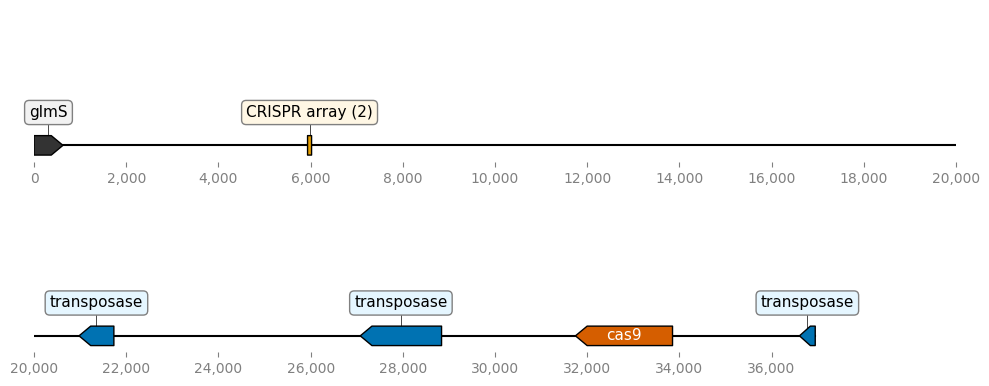 glmS
CRISPR array (2)
0 2,000 4,000 6,000 8,000 10,000 12,000 14,000 16,000 18,000 20,000
transposase transposase transposase
cas9
20,000 22,000 24,000 26,000 28,000 30,000 32,000 34,000 36,000